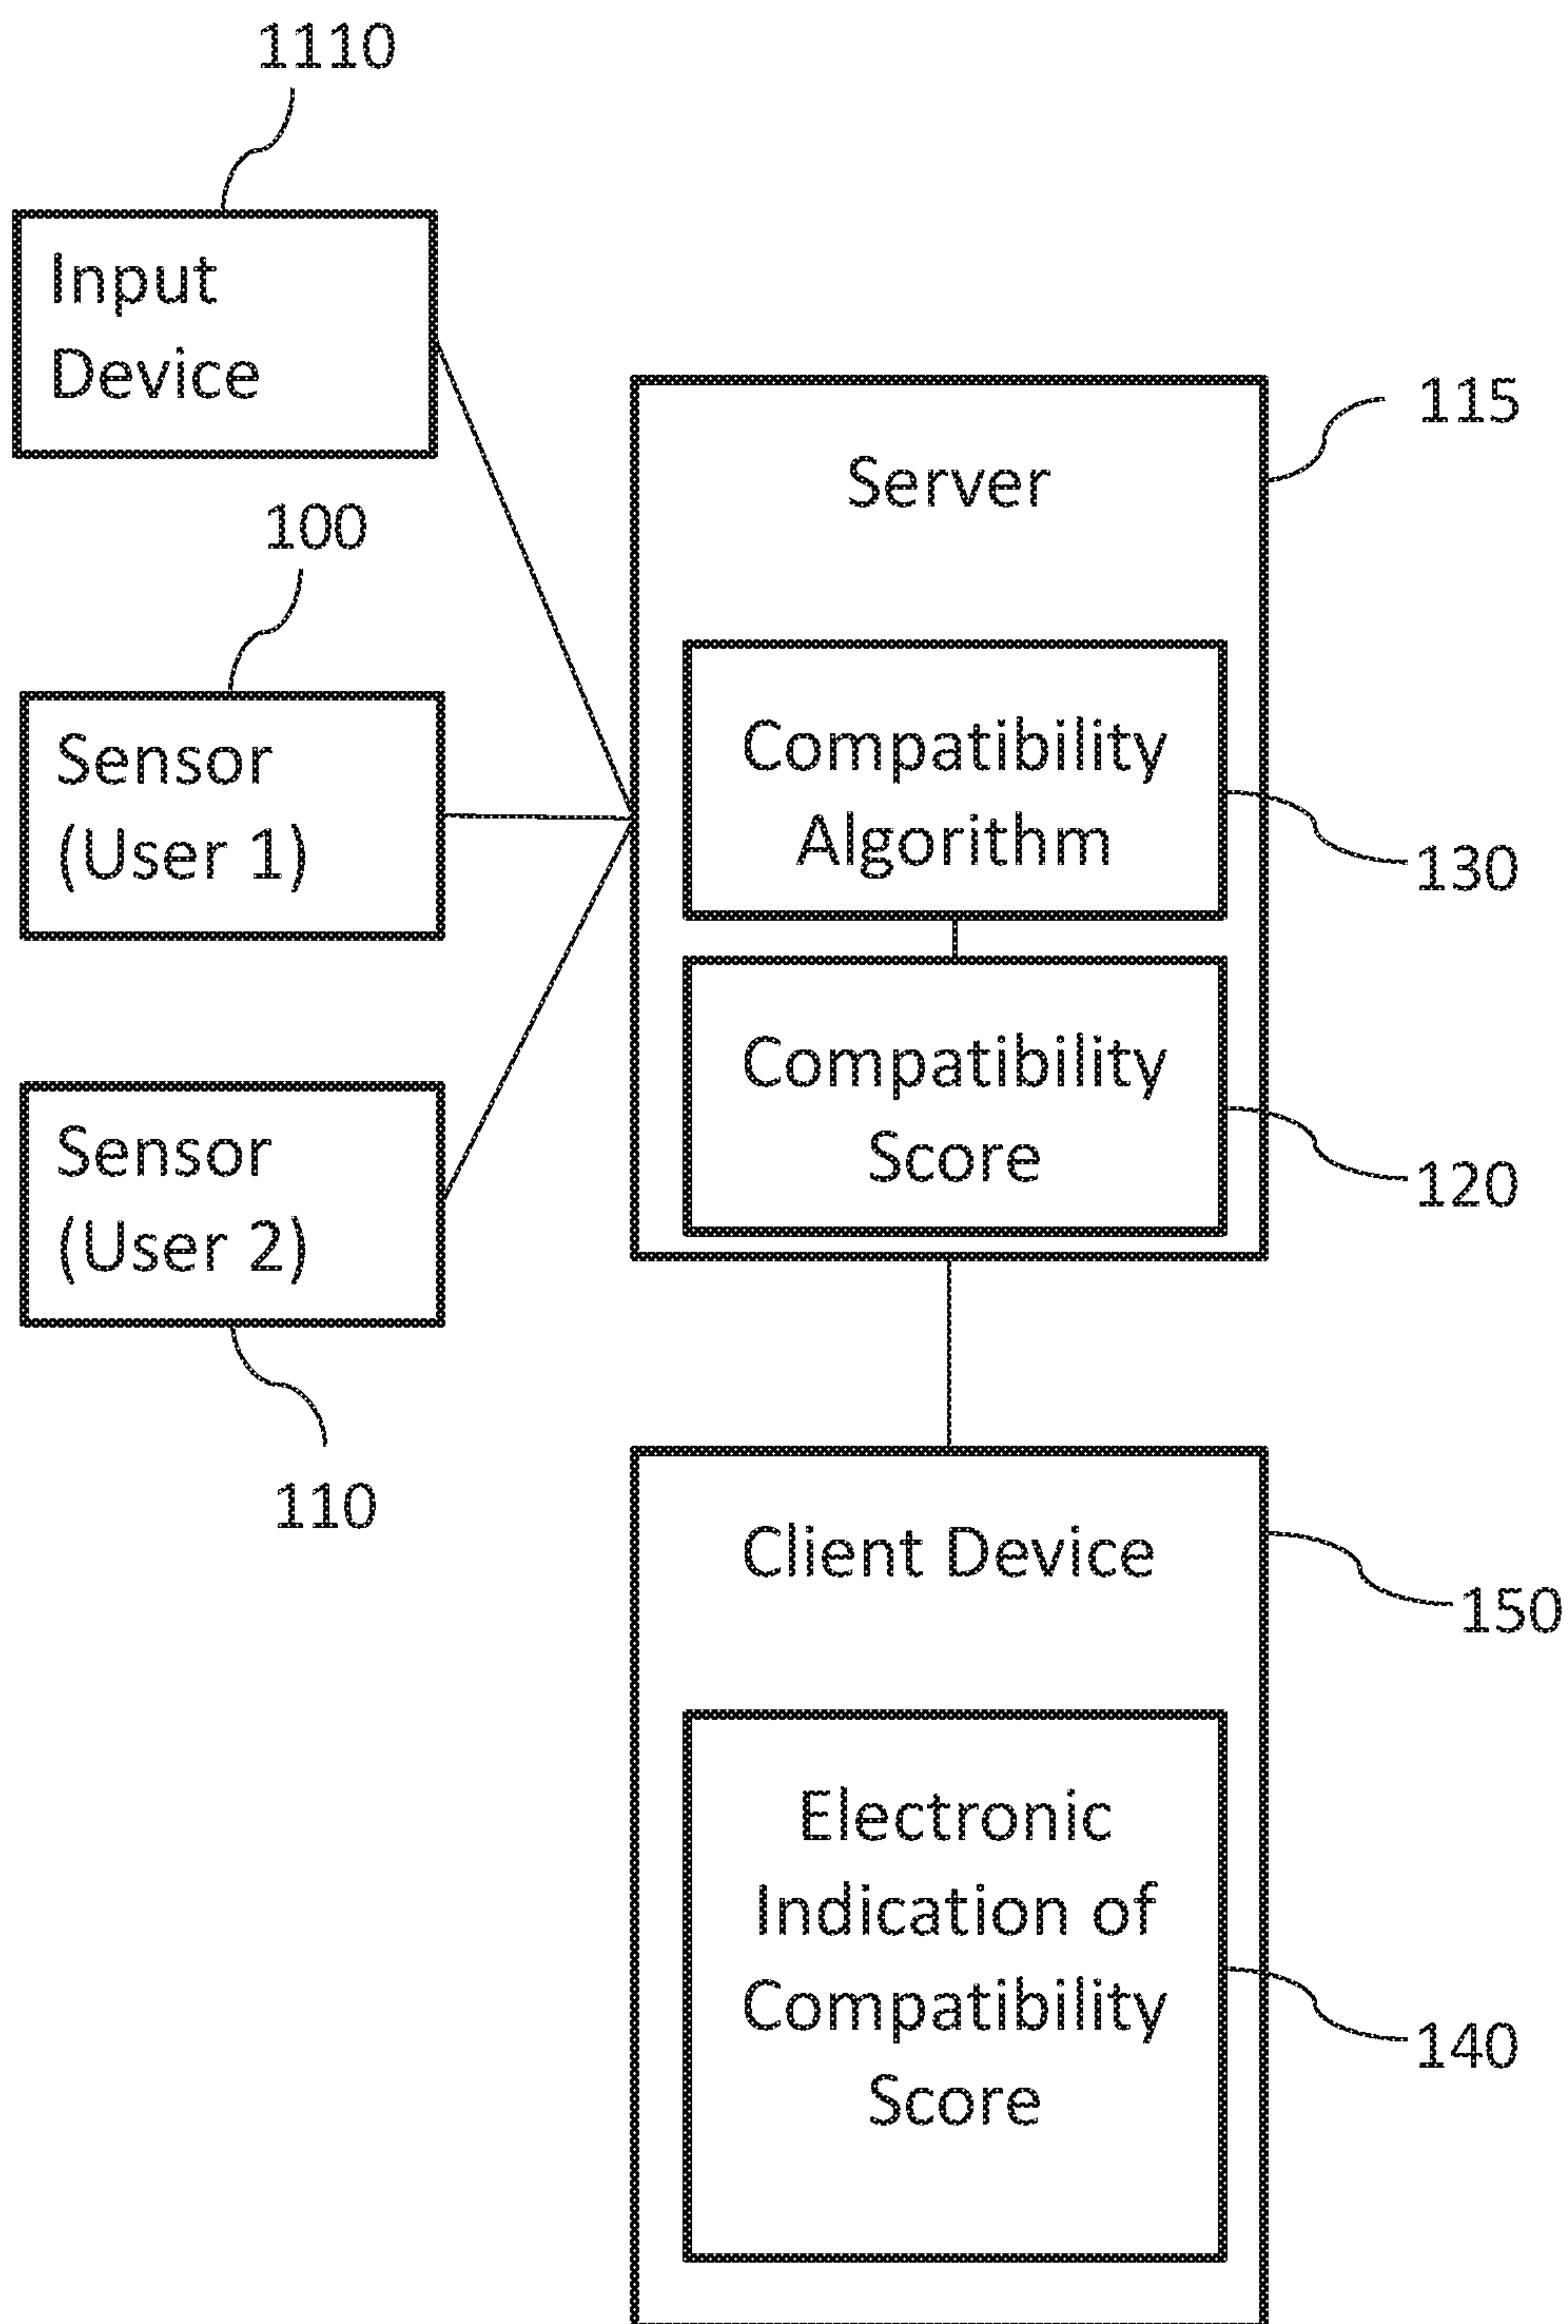 1110
Input
Device
100
Sensor
(User 1)
Sensor
(User 2)
110
Server
115
Compatibility
Algorithm
130
Compatibility
Score
120
Client Device
150
Electronic
Indication of
Compatibility
Score
140